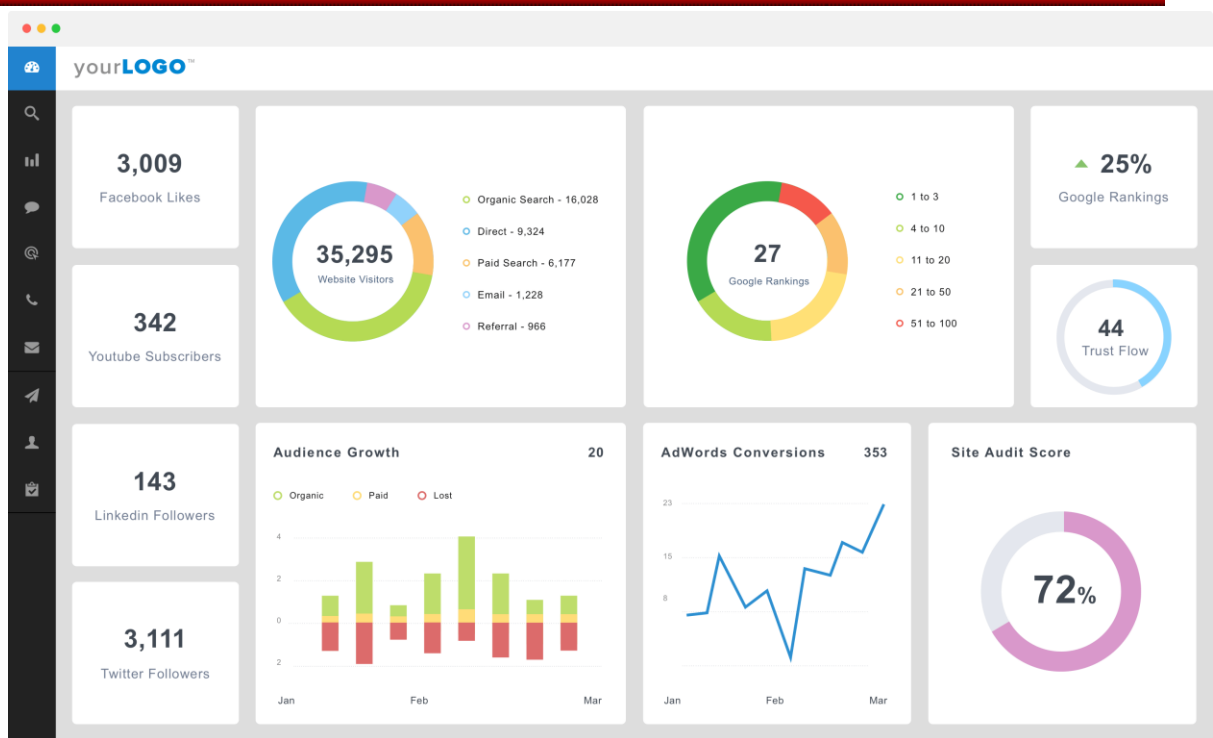 yourLOGO™
3,009
Facebook Likes
342
Youtube Subscribers
143
Linkedin Followers
3,111
Twitter Followers
35,295
Website Visitors
Organic Search - 16,028
Direct - 9,324
Paid Search - 6,177
Email - 1,228
Referral - 966
27
Google Rankings
1 to 3
4 to 10
11 to 20
21 to 50
51 to 100
25%
Google Rankings
44
Trust Flow
Audience Growth 20
Organic Paid Lost
4
2
0
2
Jan Feb Mar
AdWords Conversions 353
23
15
8
Jan Feb Mar
Site Audit Score
72%